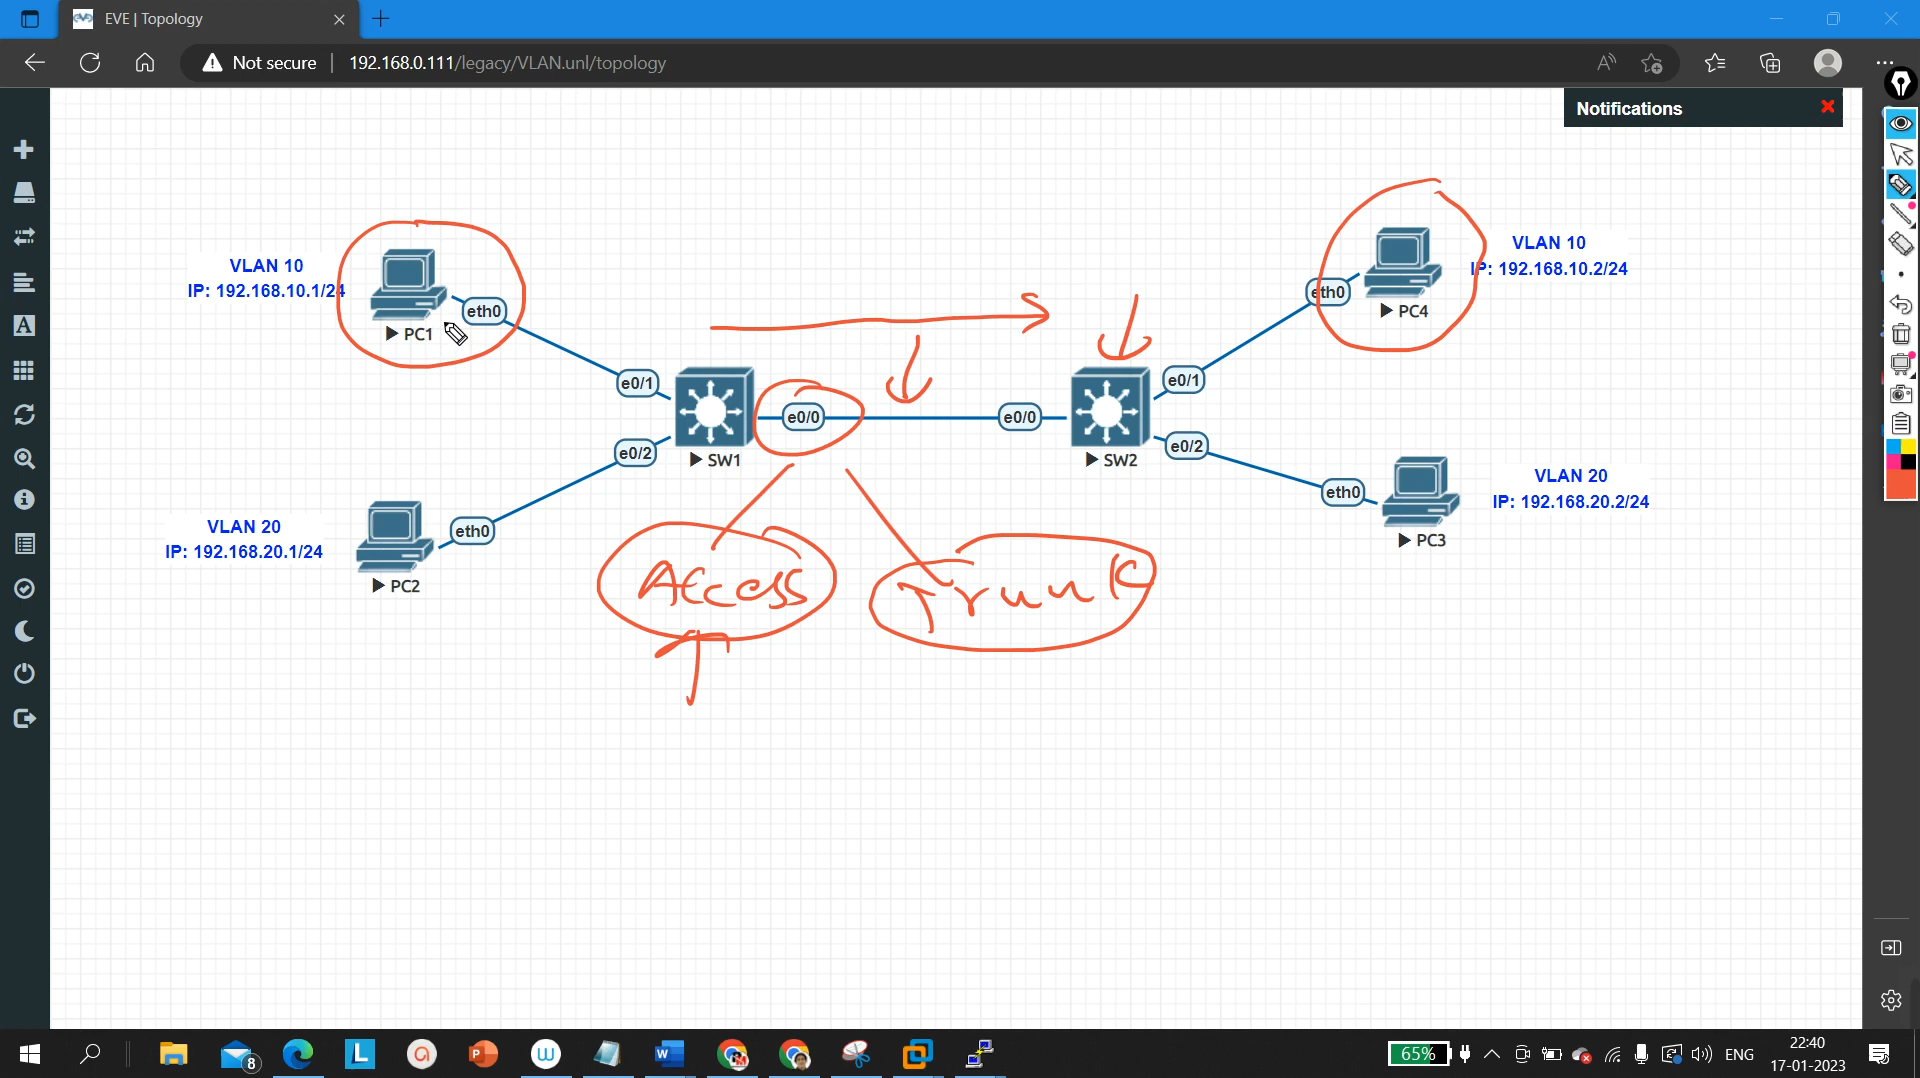 EVE | Topology
Not secure
192.168.0.111/legacy/VLAN.unl/topology
Notifications
VLAN 10
IP: 192.168.10.1/24
eth0
PC1
VLAN 10
IP: 192.168.10.2/24
eth0
PC4
e0/1
e0/0
e0/2
SW1
e0/0
e0/1
e0/2
SW2
VLAN 20
IP: 192.168.20.1/24
eth0
PC2
VLAN 20
IP: 192.168.20.2/24
eth0
PC3
Access
Trunk
8
65%
ENG
22:40
17-01-2023